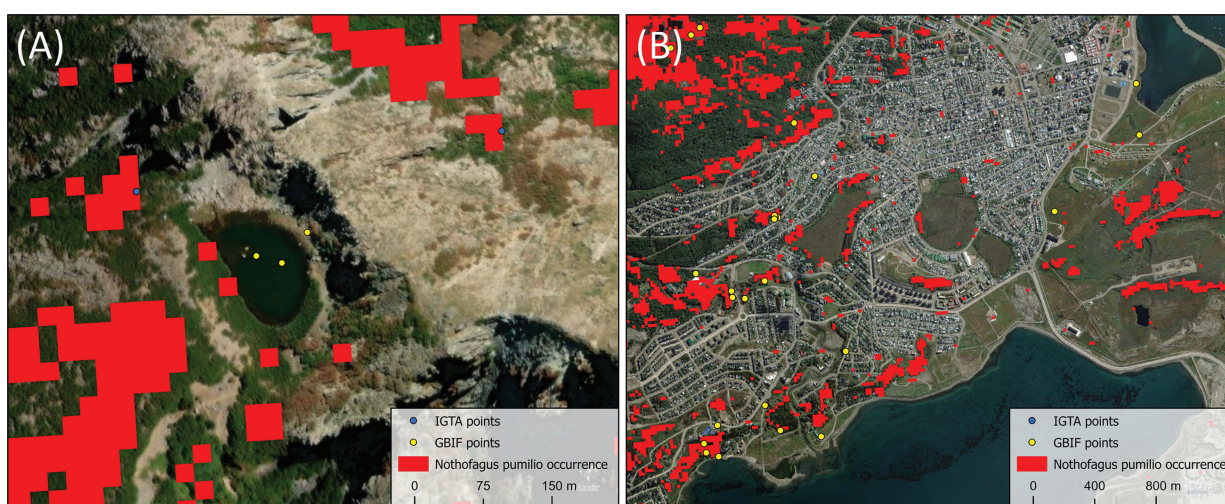 (A)
IGTA points
GBIF points
Nothofagus pumilio occurrence
0 75 150 m
(B)
IGTA points
GBIF points
Nothofagus pumilio occurrence
0 400 800 m